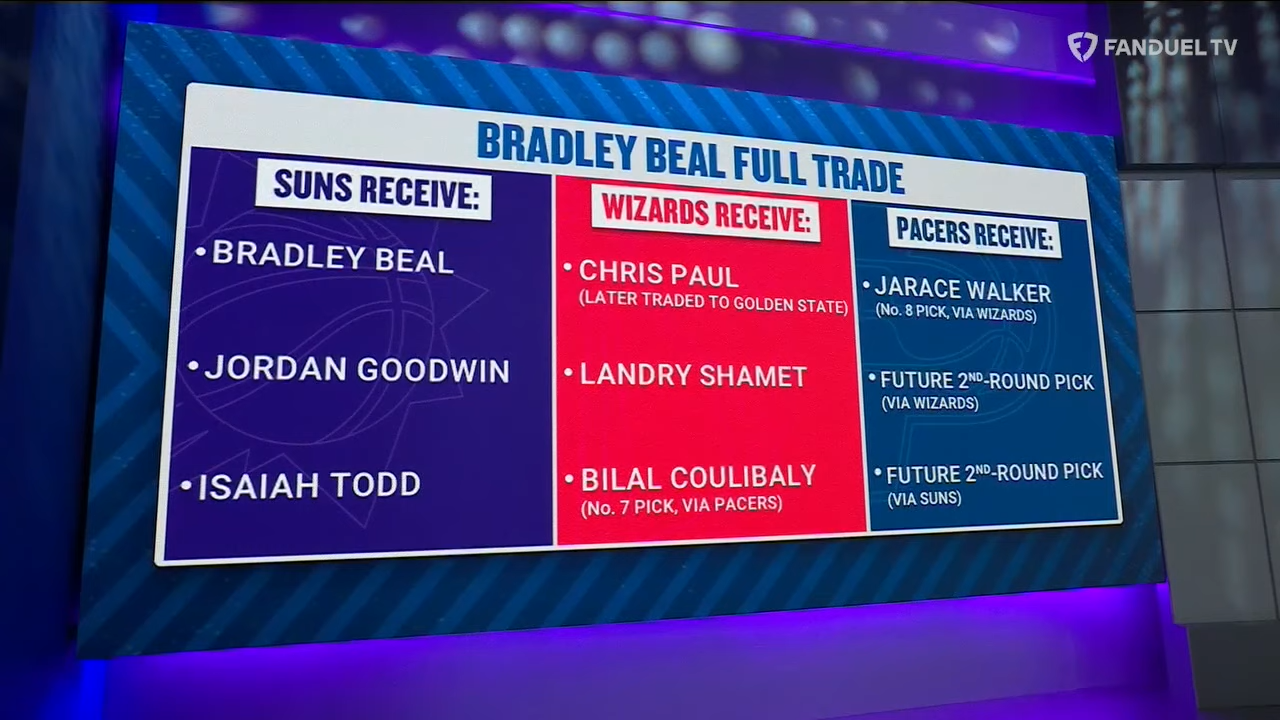 FANDUEL TV
BRADLEY BEAL FULL TRADE
SUNS RECEIVE:
• BRADLEY BEAL
• JORDAN GOODWIN
• ISAIAH TODD
WIZARDS RECEIVE:
• CHRIS PAUL
(LATER TRADED TO GOLDEN STATE)
• LANDRY SHAMET
• BILAL COULIBALY
(No. 7 PICK, VIA PACERS)
PACERS RECEIVE:
• JARACE WALKER
(No. 8 PICK, VIA WIZARDS)
• FUTURE 2ND-ROUND PICK
(VIA WIZARDS)
• FUTURE 2ND-ROUND PICK
(VIA SUNS)